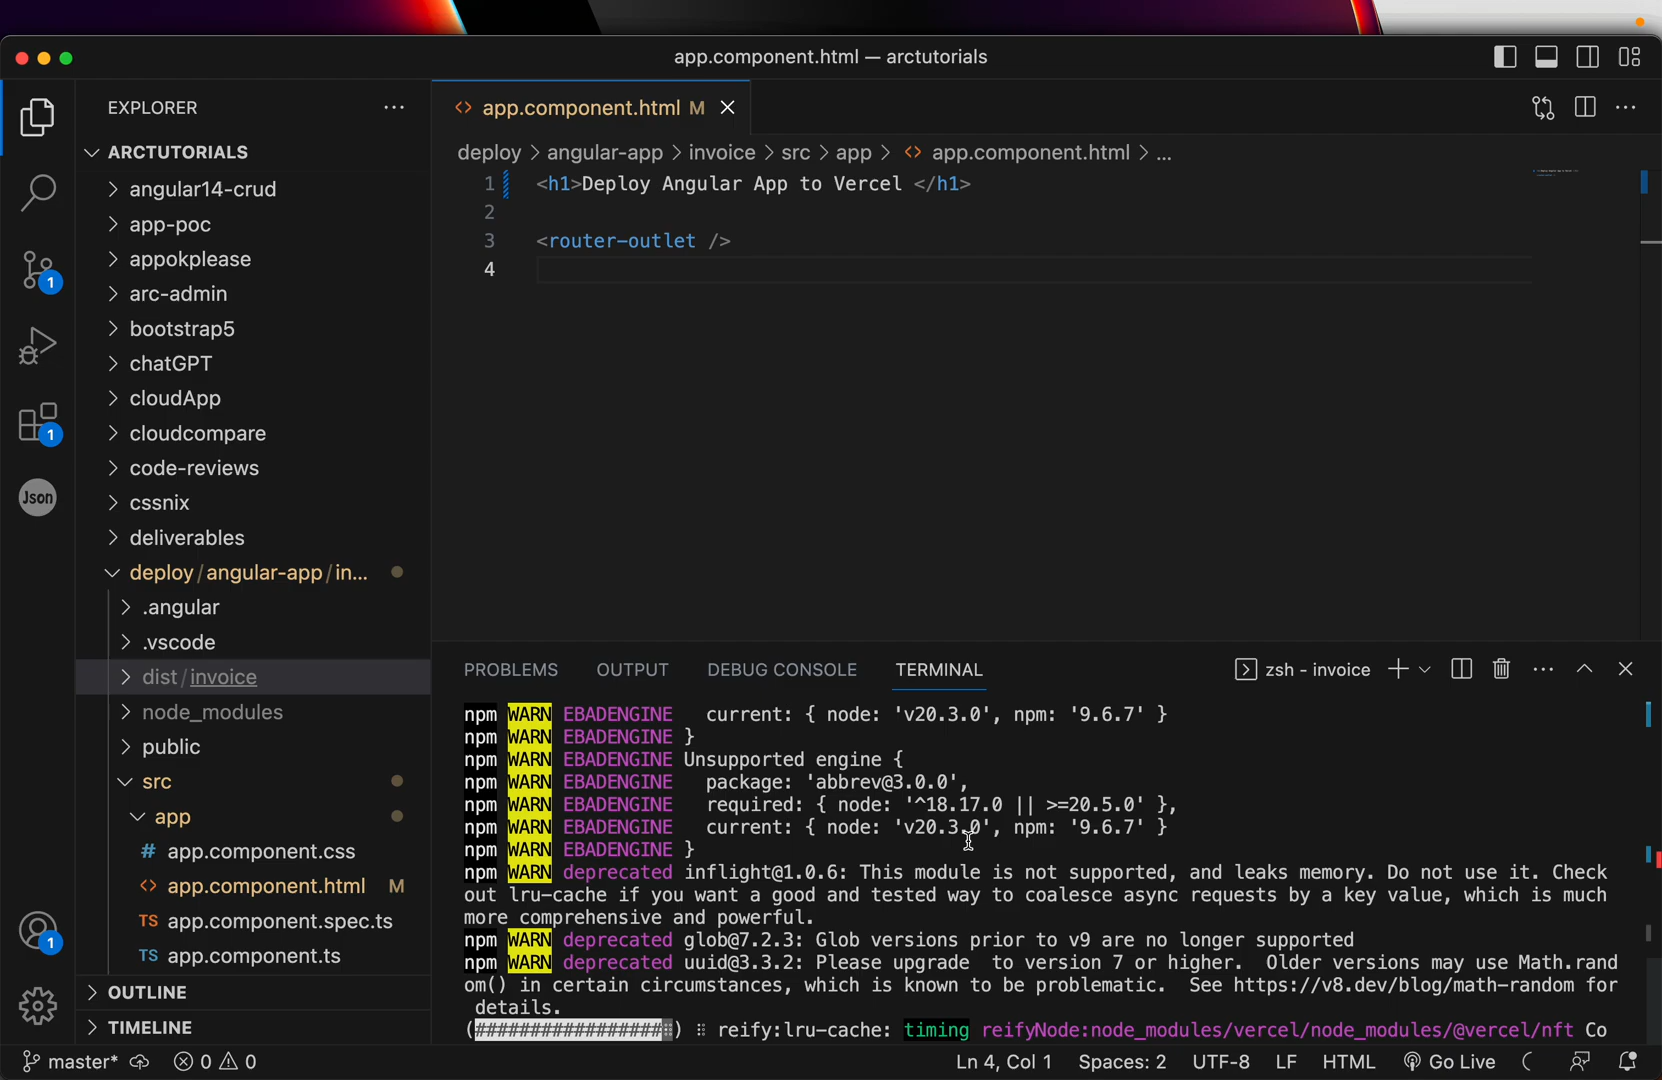 app.component.html — arctutorials
EXPLORER
ARCTUTORIALS
angular14-crud
app-poc
appokplease
arc-admin
bootstrap5
chatGPT
cloudApp
cloudcompare
code-reviews
cssnix
deliverables
deploy/angular-app/in...
.angular
.vscode
dist/invoice
node_modules
public
src
app
# app.component.css
<> app.component.html M
TS app.component.spec.ts
TS app.component.ts
OUTLINE
TIMELINE
1
1
Json
1
<> app.component.html M
deploy > angular-app > invoice > src > app > <> app.component.html > ...
1 <h1>Deploy Angular App to Vercel </h1>
2
3 <router-outlet />
4
PROBLEMS OUTPUT DEBUG CONSOLE TERMINAL zsh - invoice
npm WARN EBADENGINE   current: { node: 'v20.3.0', npm: '9.6.7' }
npm WARN EBADENGINE }
npm WARN EBADENGINE Unsupported engine {
npm WARN EBADENGINE   package: 'abbrev@3.0.0',
npm WARN EBADENGINE   required: { node: '^18.17.0 || >=20.5.0' },
npm WARN EBADENGINE   current: { node: 'v20.3.0', npm: '9.6.7' }
npm WARN EBADENGINE }
npm WARN deprecated inflight@1.0.6: This module is not supported, and leaks memory. Do not use it. Check
out lru-cache if you want a good and tested way to coalesce async requests by a key value, which is much
more comprehensive and powerful.
npm WARN deprecated glob@7.2.3: Glob versions prior to v9 are no longer supported
npm WARN deprecated uuid@3.3.2: Please upgrade  to version 7 or higher.  Older versions may use Math.rand
om() in certain circumstances, which is known to be problematic.  See https://v8.dev/blog/math-random for
details.
(#################⠿) ⠏ reify:lru-cache: timing reifyNode:node_modules/vercel/node_modules/@vercel/nft Co
master* 0 0 Ln 4, Col 1 Spaces: 2 UTF-8 LF HTML Go Live